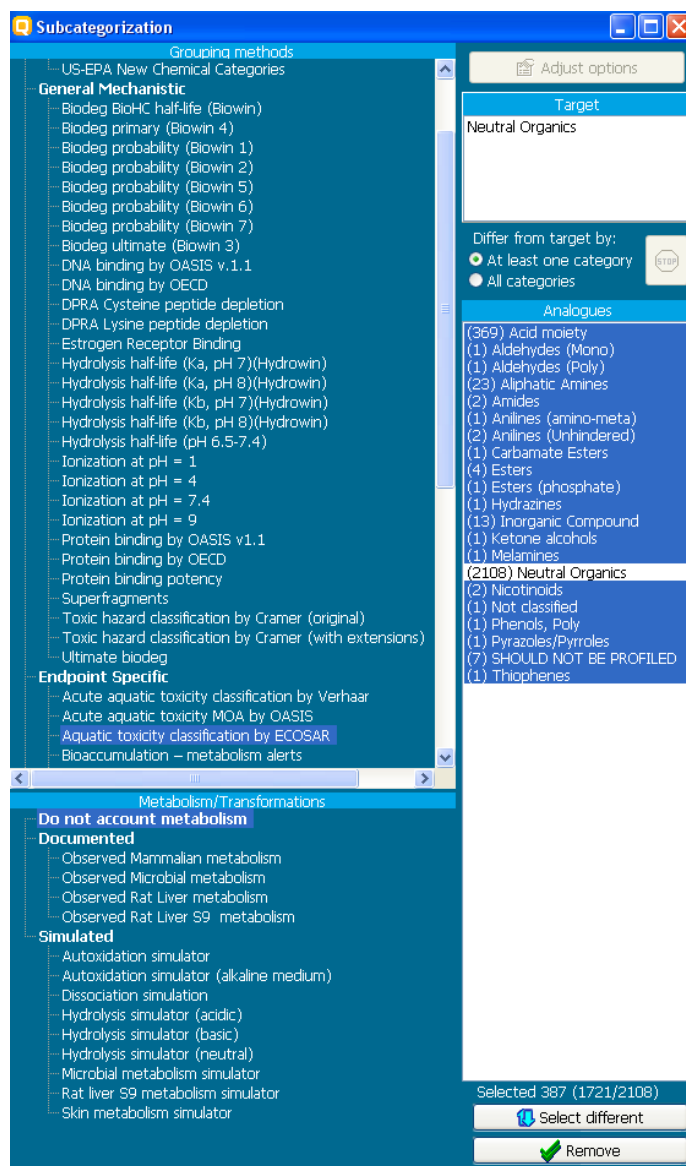 Subcategorization
Grouping methods
US-EPA New Chemical Categories
General Mechanistic
Biodeg BioHC half-life (Biowin)
Biodeg primary (Biowin 4)
Biodeg probability (Biowin 1)
Biodeg probability (Biowin 2)
Biodeg probability (Biowin 5)
Biodeg probability (Biowin 6)
Biodeg probability (Biowin 7)
Biodeg ultimate (Biowin 3)
DNA binding by OASIS v.1.1
DNA binding by OECD
DPRA Cysteine peptide depletion
DPRA Lysine peptide depletion
Estrogen Receptor Binding
Hydrolysis half-life (Ka, pH 7)(Hydrowin)
Hydrolysis half-life (Ka, pH 8)(Hydrowin)
Hydrolysis half-life (Kb, pH 7)(Hydrowin)
Hydrolysis half-life (Kb, pH 8)(Hydrowin)
Hydrolysis half-life (pH 6.5-7.4)
Ionization at pH = 1
Ionization at pH = 4
Ionization at pH = 7.4
Ionization at pH = 9
Protein binding by OASIS v1.1
Protein binding by OECD
Protein binding potency
Superfragments
Toxic hazard classification by Cramer (original)
Toxic hazard classification by Cramer (with extensions)
Ultimate biodeg
Endpoint Specific
Acute aquatic toxicity classification by Verhaar
Acute aquatic toxicity MOA by OASIS
Aquatic toxicity classification by ECOSAR
Bioaccumulation – metabolism alerts
Metabolism/Transformations
Do not account metabolism
Documented
Observed Mammalian metabolism
Observed Microbial metabolism
Observed Rat Liver metabolism
Observed Rat Liver S9 metabolism
Simulated
Autoxidation simulator
Autoxidation simulator (alkaline medium)
Dissociation simulation
Hydrolysis simulator (acidic)
Hydrolysis simulator (basic)
Hydrolysis simulator (neutral)
Microbial metabolism simulator
Rat liver S9 metabolism simulator
Skin metabolism simulator
Adjust options
Target
Neutral Organics
Differ from target by:
At least one category
All categories
STOP
Analogues
(369) Acid moiety
(1) Aldehydes (Mono)
(1) Aldehydes (Poly)
(23) Aliphatic Amines
(2) Amides
(1) Anilines (amino-meta)
(2) Anilines (Unhindered)
(1) Carbamate Esters
(4) Esters
(1) Esters (phosphate)
(1) Hydrazines
(13) Inorganic Compound
(1) Ketone alcohols
(1) Melamines
(2108) Neutral Organics
(2) Nicotinoids
(1) Not classified
(1) Phenols, Poly
(1) Pyrazoles/Pyrroles
(7) SHOULD NOT BE PROFILED
(1) Thiophenes
Selected 387 (1721/2108)
Select different
Remove